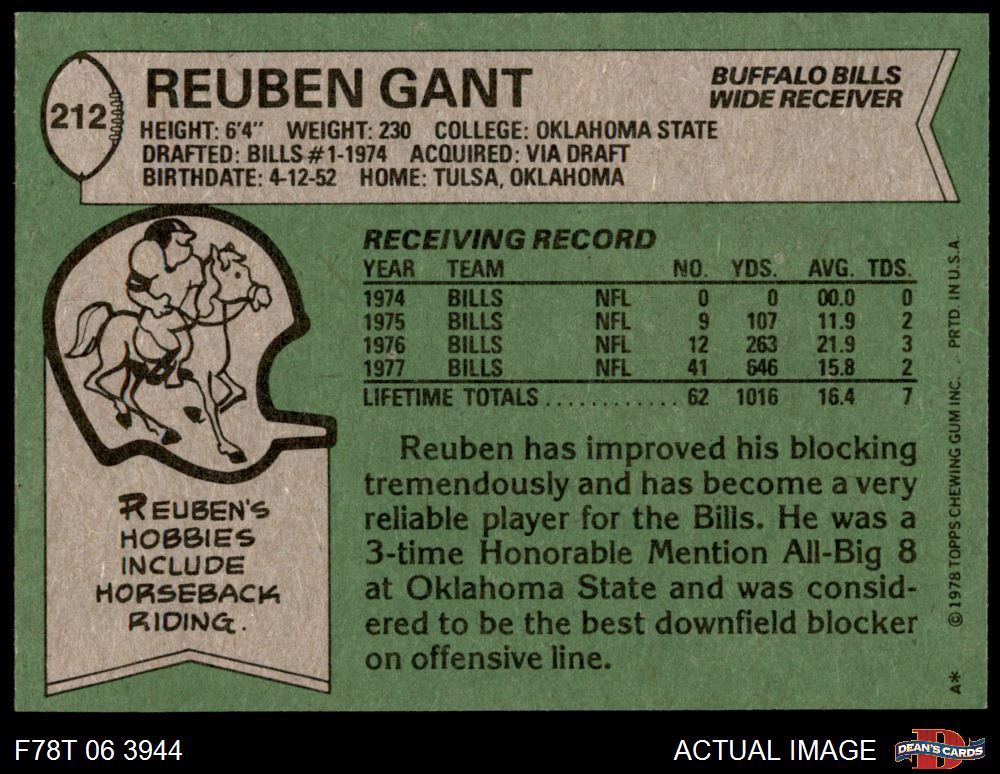 212
REUBEN GANT
BUFFALO BILLS
WIDE RECEIVER
HEIGHT: 6'4" WEIGHT: 230 COLLEGE: OKLAHOMA STATE
DRAFTED: BILLS #1-1974 ACQUIRED: VIA DRAFT
BIRTHDATE: 4-12-52 HOME: TULSA, OKLAHOMA
RECEIVING RECORD
YEAR TEAM NO. YDS. AVG. TDS.
1974 BILLS NFL 0 0 00.0 0
1975 BILLS NFL 9 107 11.9 2
1976 BILLS NFL 12 263 21.9 3
1977 BILLS NFL 41 646 15.8 2
LIFETIME TOTALS............ 62 1016 16.4 7
Reuben has improved his blocking
tremendously and has become a very
reliable player for the Bills. He was a
3-time Honorable Mention All-Big 8
at Oklahoma State and was consid-
ered to be the best downfield blocker
on offensive line.
REUBEN'S
HOBBIES
INCLUDE
HORSEBACK
RIDING.
A* ©1978 TOPPS CHEWING GUM INC. PRTD. IN U.S.A.
F78T 06 3944
ACTUAL IMAGE
D
DEAN'S CARDS